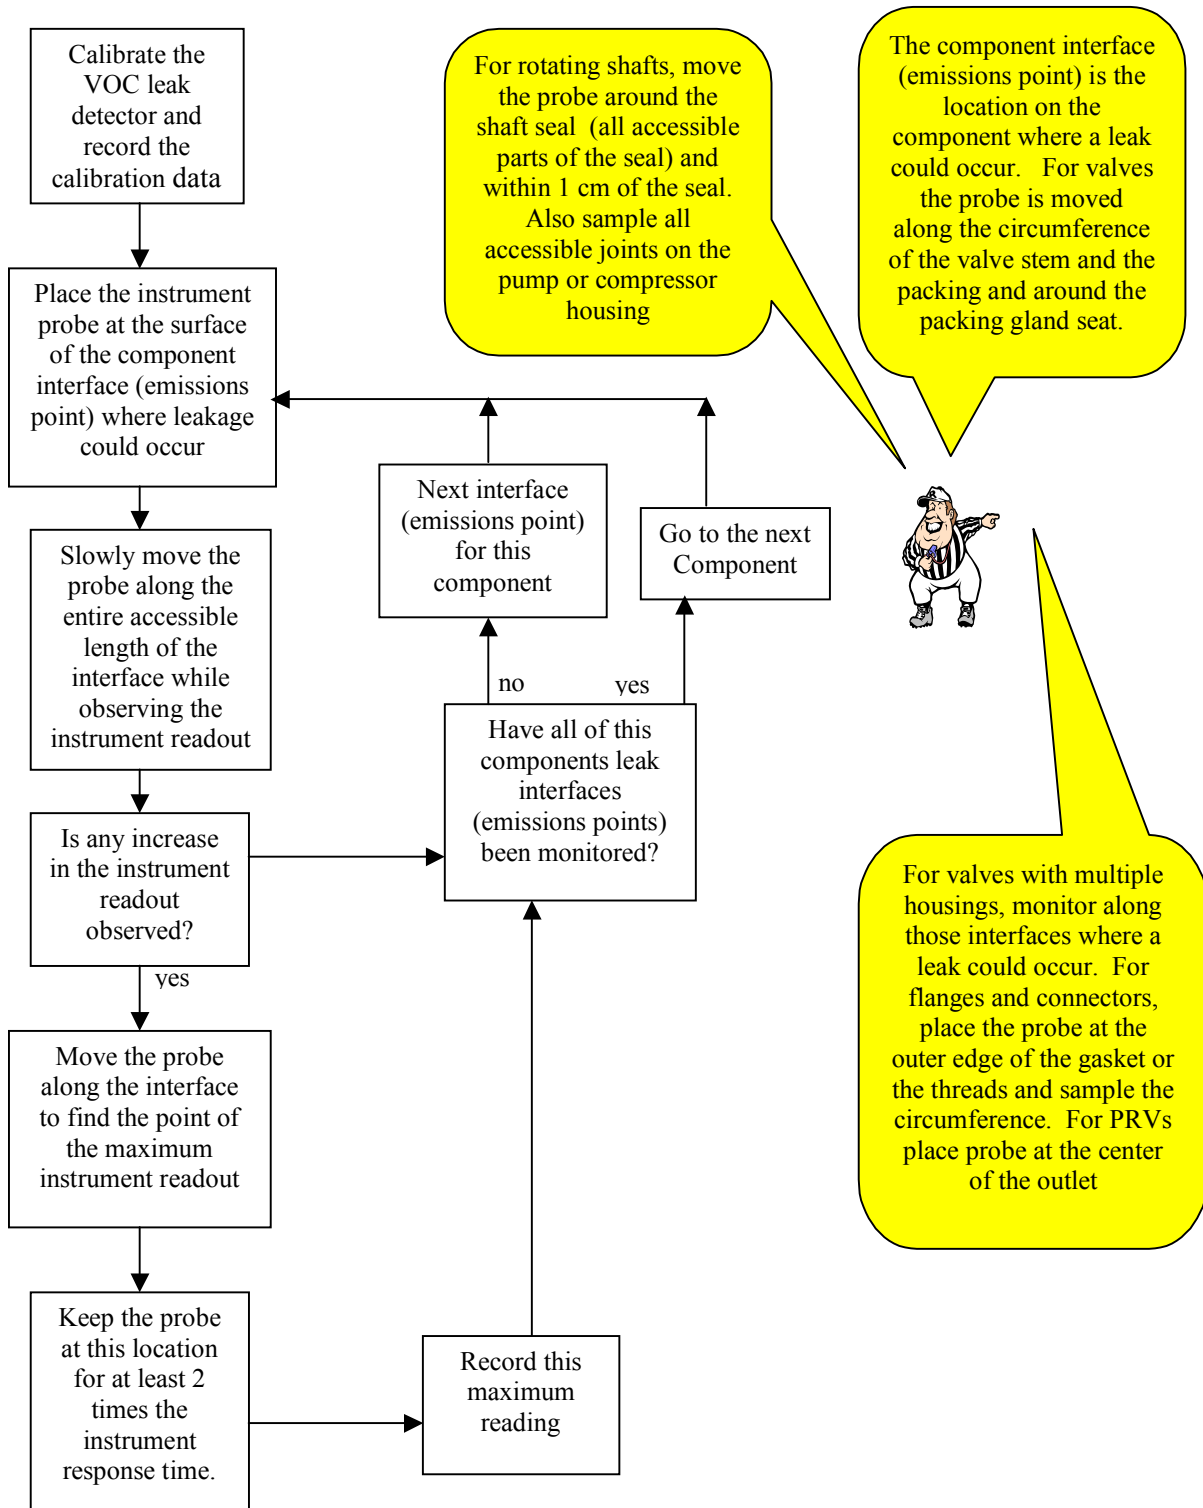 Calibrate the
VOC leak
detector and
record the
calibration data
Place the instrument
probe at the surface
of the component
interface (emissions
point) where leakage
could occur
Slowly move the
probe along the
entire accessible
length of the
interface while
observing the
instrument readout
Is any increase
in the instrument
readout
observed?
yes
Move the probe
along the interface
to find the point of
the maximum
instrument readout
Keep the probe
at this location
for at least 2
times the
instrument
response time.
Record this
maximum
reading
Have all of this
components leak
interfaces
(emissions points)
been monitored?
no
yes
Next interface
(emissions point)
for this
component
Go to the next
Component
For rotating shafts, move
the probe around the
shaft seal (all accessible
parts of the seal) and
within 1 cm of the seal.
Also sample all
accessible joints on the
pump or compressor
housing
The component interface
(emissions point) is the
location on the
component where a leak
could occur. For valves
the probe is moved
along the circumference
of the valve stem and the
packing and around the
packing gland seat.
For valves with multiple
housings, monitor along
those interfaces where a
leak could occur. For
flanges and connectors,
place the probe at the
outer edge of the gasket or
the threads and sample the
circumference. For PRVs
place probe at the center
of the outlet